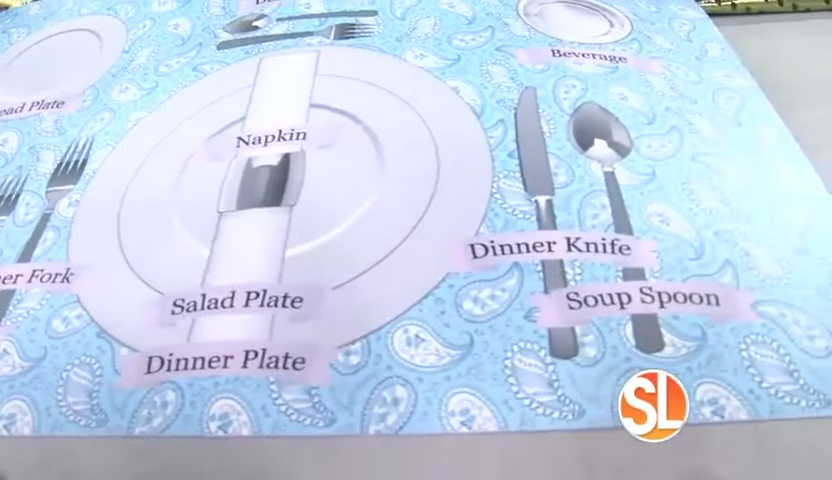 Beverage
ead Plate
Napkin
Dinner Knife
er Fork
Soup Spoon
Salad Plate
Dinner Plate
SL